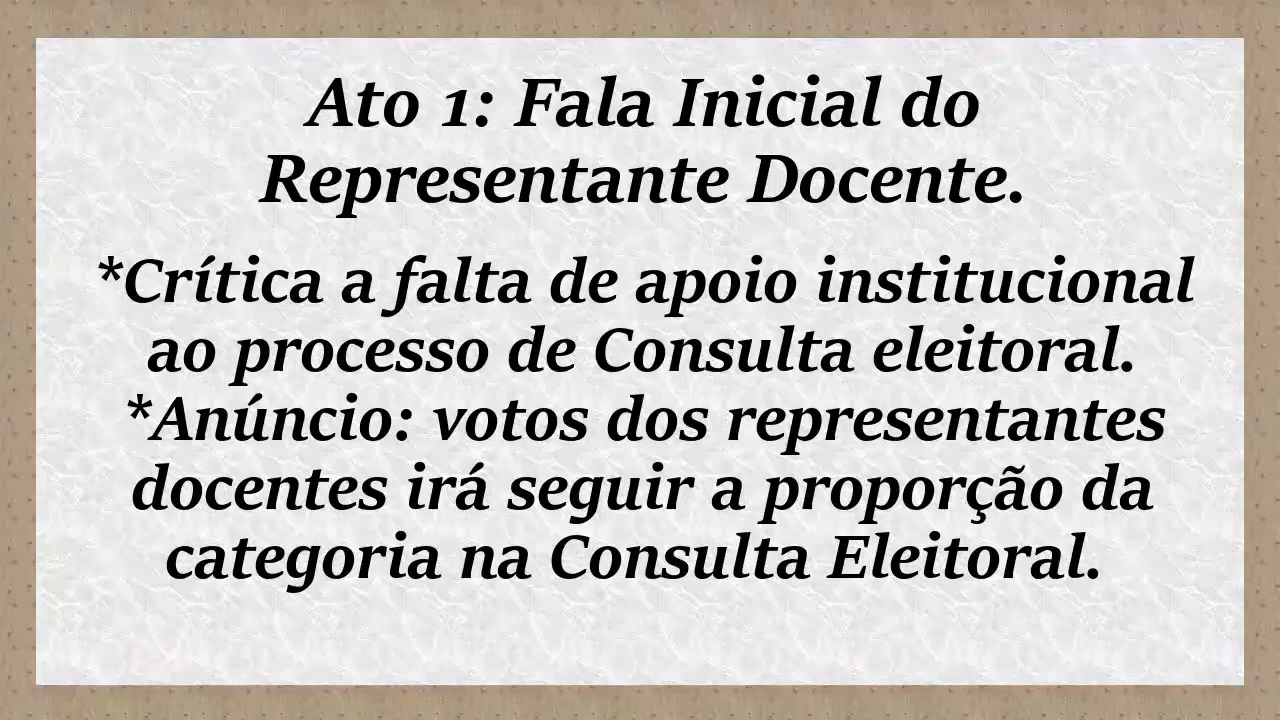 Ato 1: Fala Inicial do
Representante Docente.
*Crítica a falta de apoio institucional
ao processo de Consulta eleitoral.
*Anúncio: votos dos representantes
docentes irá seguir a proporção da
categoria na Consulta Eleitoral.